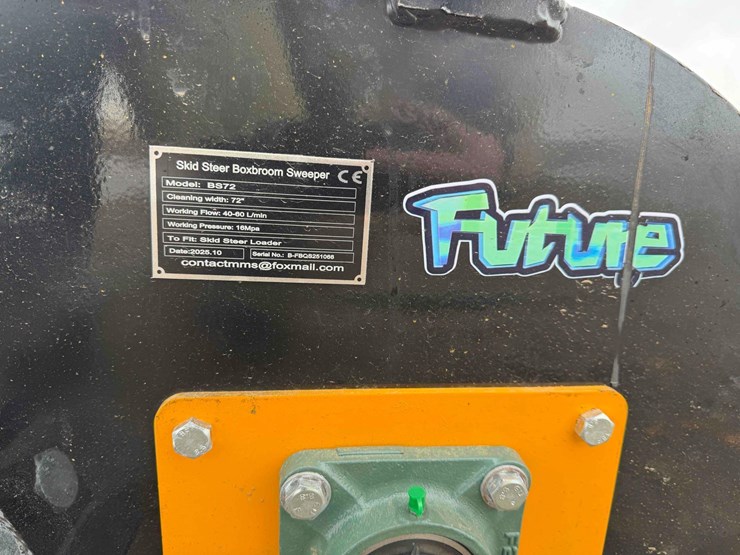 Skid Steer Boxbroom Sweeper CE
Model: BS72
Cleaning width: 72"
Working Flow: 40-60 L/min
Working Pressure: 16Mpa
To Fit: Skid Steer Loader
Date:2025.10 Serial No.: B-FBQS251066
contactmms@foxmail.com
Future